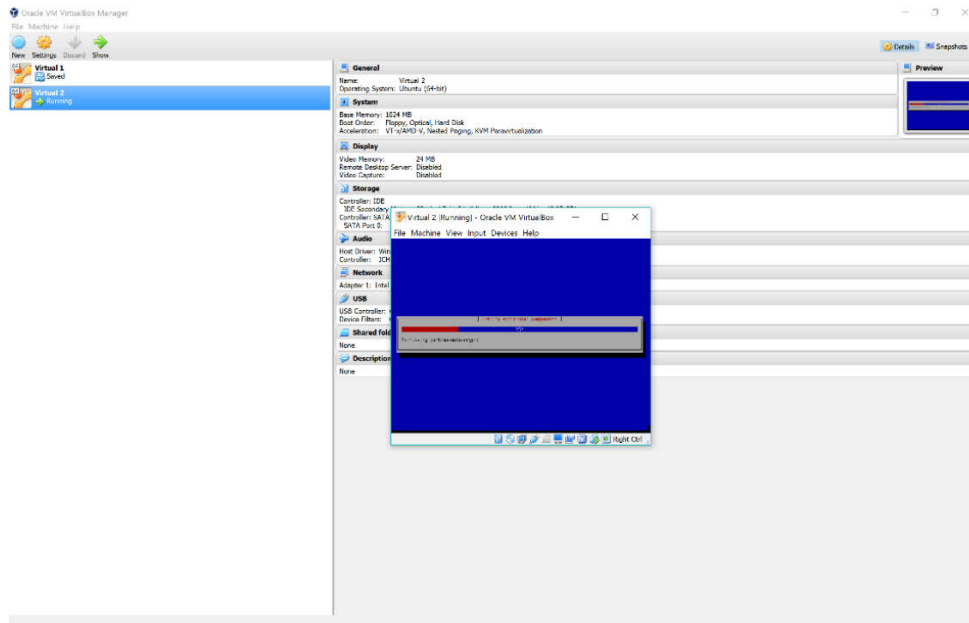 Oracle VM VirtualBox Manager
File Machine Help
New Settings Discard Show
Details Snapshots
64 Virtual 1
Saved
64 Virtual 2
Running
General
Name: Virtual 2
Operating System: Ubuntu (64-bit)
System
Base Memory: 1024 MB
Boot Order: Floppy, Optical, Hard Disk
Acceleration: VT-x/AMD-V, Nested Paging, KVM Paravirtualization
Display
Video Memory: 24 MB
Remote Desktop Server: Disabled
Video Capture: Disabled
Storage
Controller: IDE
IDE Secondary
Controller: SATA
SATA Port 0:
Audio
Host Driver: Win
Controller: ICH
Network
Adapter 1: Intel
USB
USB Controller:
Device Filters:
Shared fold
None
Description
None
Preview
Virtual 2 [Running] - Oracle VM VirtualBox
File Machine View Input Devices Help
Right Ctrl